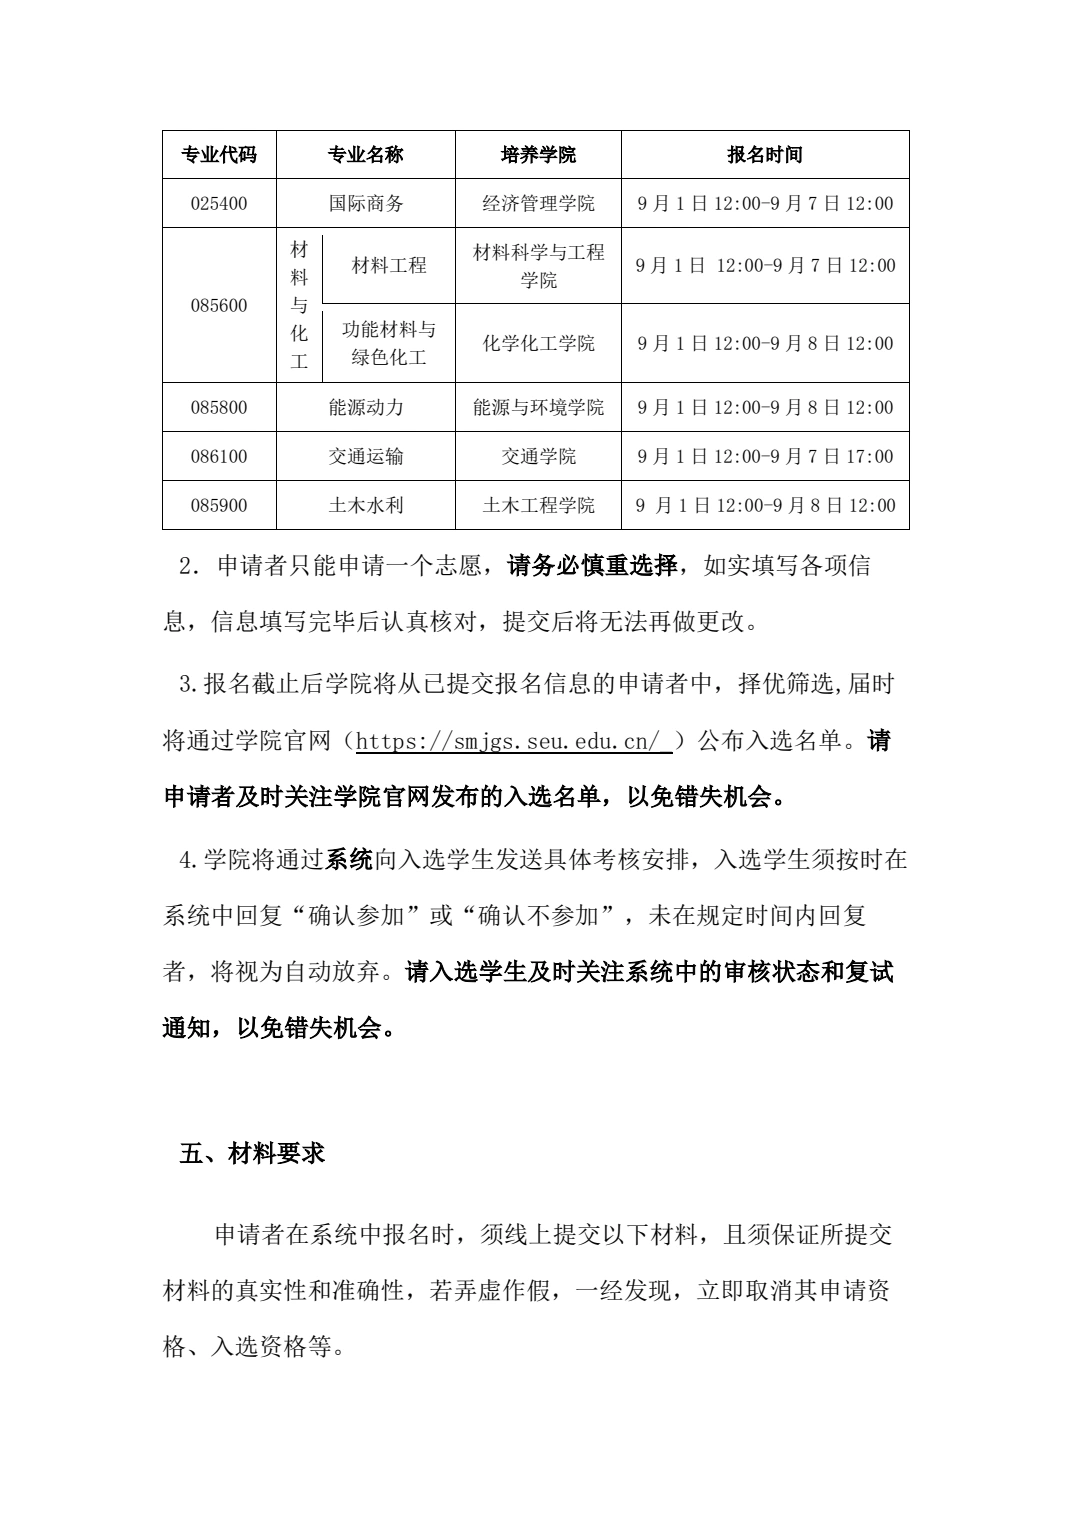 专业代码 专业名称 培养学院 报名时间
025400 国际商务 经济管理学院 9 月 1 日 12:00-9 月 7 日 12:00
085600 材料与化工 材料工程 材料科学与工程学院 9 月 1 日 12:00-9 月 7 日 12:00
功能材料与绿色化工 化学化工学院 9 月 1 日 12:00-9 月 8 日 12:00
085800 能源动力 能源与环境学院 9 月 1 日 12:00-9 月 8 日 12:00
086100 交通运输 交通学院 9 月 1 日 12:00-9 月 7 日 17:00
085900 土木水利 土木工程学院 9 月 1 日 12:00-9 月 8 日 12:00
2. 申请者只能申请一个志愿，请务必慎重选择，如实填写各项信
息，信息填写完毕后认真核对，提交后将无法再做更改。
3.报名截止后学院将从已提交报名信息的申请者中，择优筛选,届时
将通过学院官网（https://smjgs.seu.edu.cn/_）公布入选名单。请
申请者及时关注学院官网发布的入选名单，以免错失机会。
4.学院将通过系统向入选学生发送具体考核安排，入选学生须按时在
系统中回复“确认参加”或“确认不参加”，未在规定时间内回复
者，将视为自动放弃。请入选学生及时关注系统中的审核状态和复试
通知，以免错失机会。
五、材料要求
申请者在系统中报名时，须线上提交以下材料，且须保证所提交
材料的真实性和准确性，若弄虚作假，一经发现，立即取消其申请资
格、入选资格等。